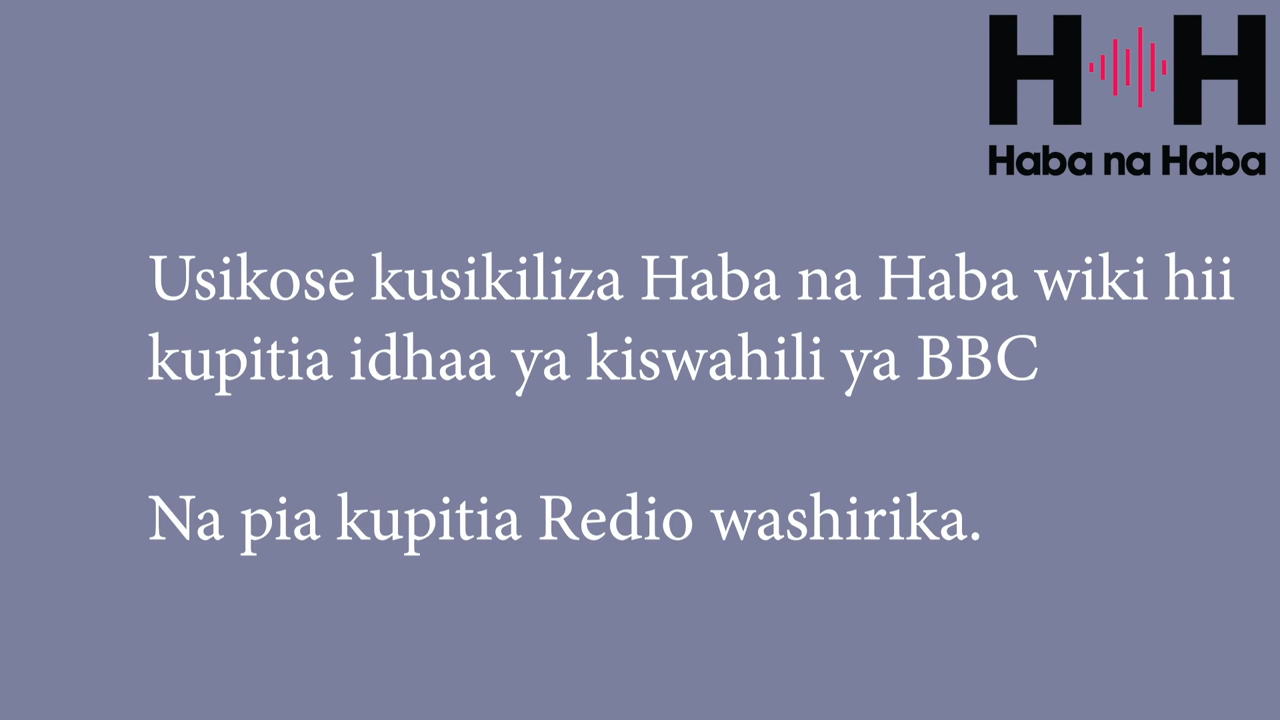 H H
Haba na Haba
Usikose kusikiliza Haba na Haba wiki hii
kupitia idhaa ya kiswahili ya BBC
Na pia kupitia Redio washirika.